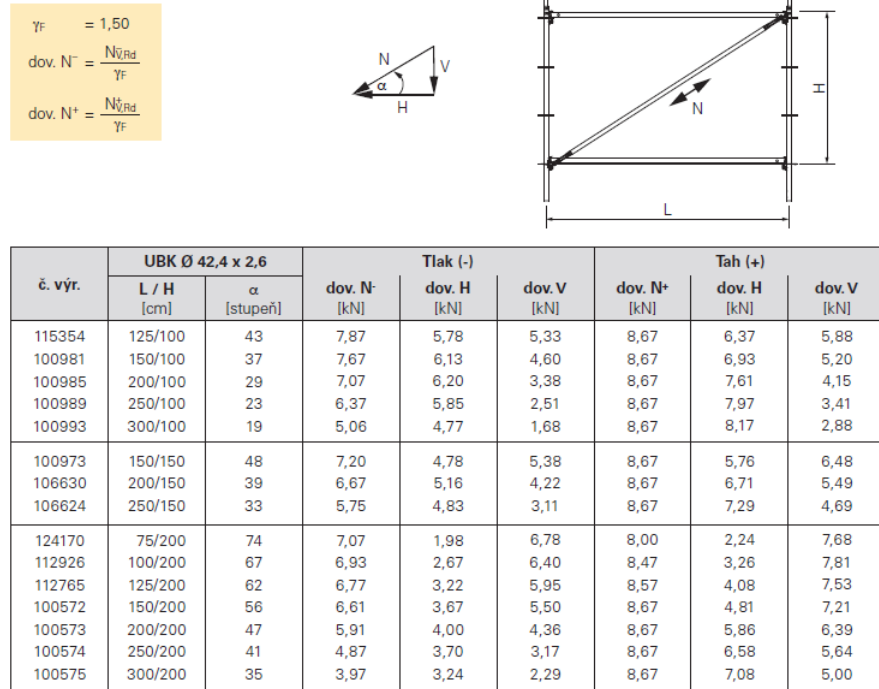 γF = 1,50
dov. N⁻ = N⁻V,Rd / γF
dov. N⁺ = N⁺V,Rd / γF
N
V
α
H
N
H
L
č. výr. UBK Ø 42,4 x 2,6 Tlak (-) Tah (+)
L / H [cm] α [stupeň] dov. N⁻ [kN] dov. H [kN] dov. V [kN] dov. N⁺ [kN] dov. H [kN] dov. V [kN]
115354 125/100 43 7,87 5,78 5,33 8,67 6,37 5,88
100981 150/100 37 7,67 6,13 4,60 8,67 6,93 5,20
100985 200/100 29 7,07 6,20 3,38 8,67 7,61 4,15
100989 250/100 23 6,37 5,85 2,51 8,67 7,97 3,41
100993 300/100 19 5,06 4,77 1,68 8,67 8,17 2,88
100973 150/150 48 7,20 4,78 5,38 8,67 5,76 6,48
106630 200/150 39 6,67 5,16 4,22 8,67 6,71 5,49
106624 250/150 33 5,75 4,83 3,11 8,67 7,29 4,69
124170 75/200 74 7,07 1,98 6,78 8,00 2,24 7,68
112926 100/200 67 6,93 2,67 6,40 8,47 3,26 7,81
112765 125/200 62 6,77 3,22 5,95 8,57 4,08 7,53
100572 150/200 56 6,61 3,67 5,50 8,67 4,81 7,21
100573 200/200 47 5,91 4,00 4,36 8,67 5,86 6,39
100574 250/200 41 4,87 3,70 3,17 8,67 6,58 5,64
100575 300/200 35 3,97 3,24 2,29 8,67 7,08 5,00